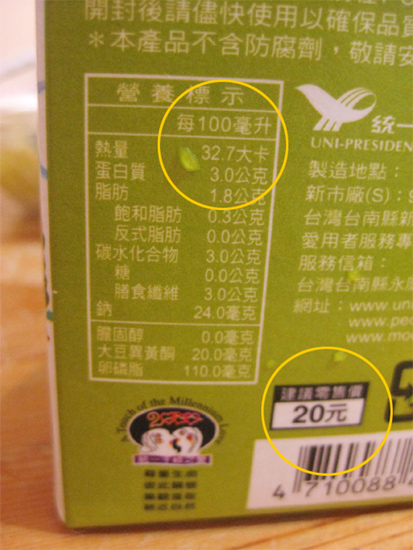 開封後請儘快使用以確保品質
＊本產品不含防腐劑，敬請安
營養標示
每100毫升
熱量 32.7大卡
蛋白質 3.0公克
脂肪 1.8公克
飽和脂肪 0.3公克
反式脂肪 0.0公克
碳水化合物 3.0公克
糖 0.0公克
膳食纖維 3.0公克
鈉 24.0毫克
膽固醇 0.0毫克
大豆異黃酮 20.0毫克
卵磷脂 110.0毫克
統一
UNI-PRESIDEN
製造地點：
新市廠(S)：
台灣台南縣新
愛用者服務專
服務信箱：
台灣台南縣永
網址：www.un
www.pe
www.mo
建議零售價
20元
A Touch of the Millennium Love
4 710088 4